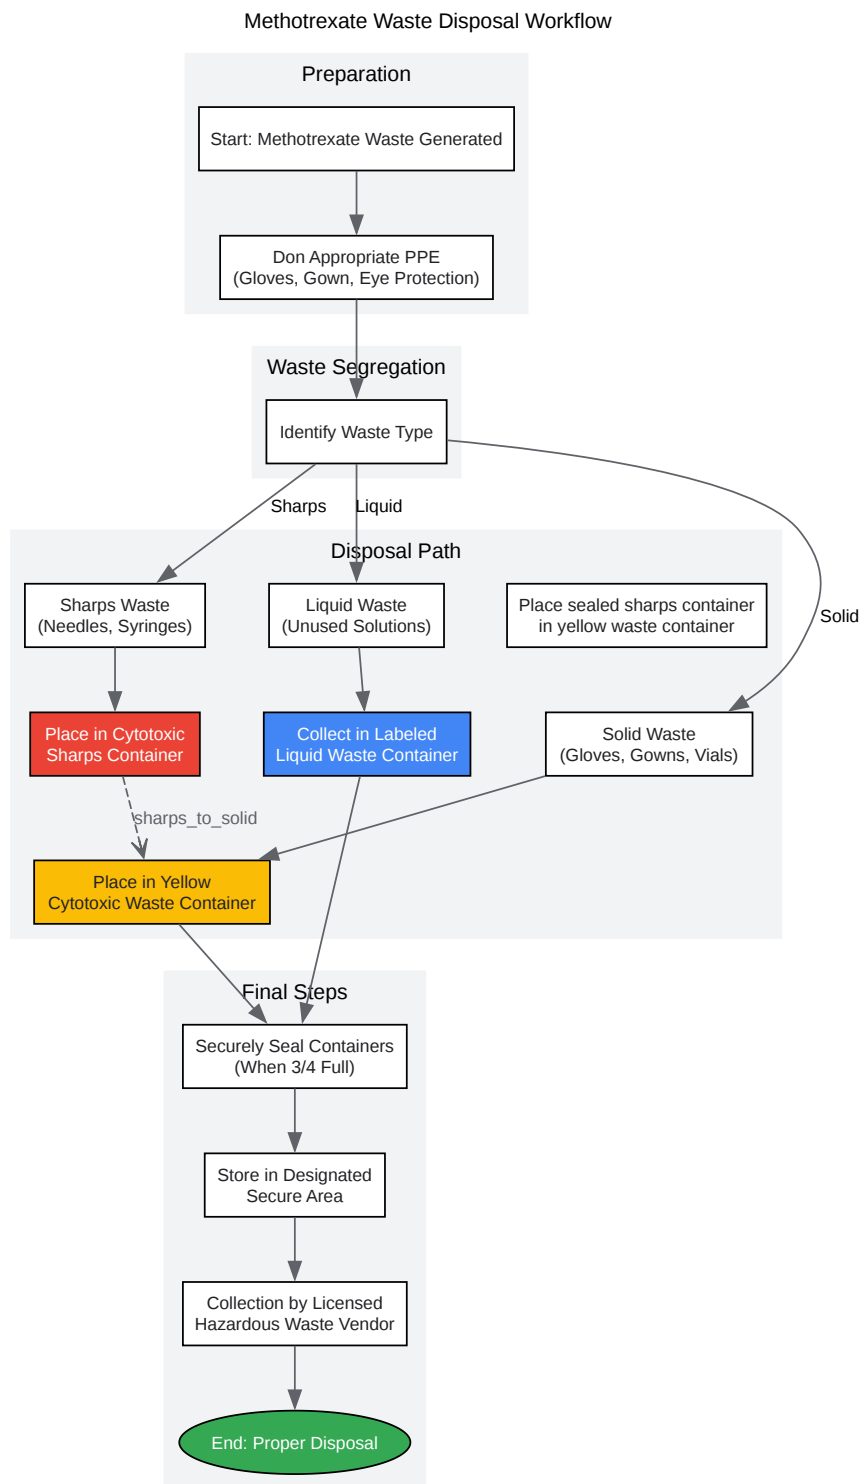 Methotrexate Waste Disposal Workflow
Preparation
Start: Methotrexate Waste Generated
Don Appropriate PPE
(Gloves, Gown, Eye Protection)
Waste Segregation
Identify Waste Type
Sharps
Liquid
Solid
Disposal Path
Sharps Waste
(Needles, Syringes)
Liquid Waste
(Unused Solutions)
Place sealed sharps container
in yellow waste container
Place in Cytotoxic
Sharps Container
Collect in Labeled
Liquid Waste Container
Solid Waste
(Gloves, Gowns, Vials)
sharps_to_solid
Place in Yellow
Cytotoxic Waste Container
Final Steps
Securely Seal Containers
(When 3/4 Full)
Store in Designated
Secure Area
Collection by Licensed
Hazardous Waste Vendor
End: Proper Disposal